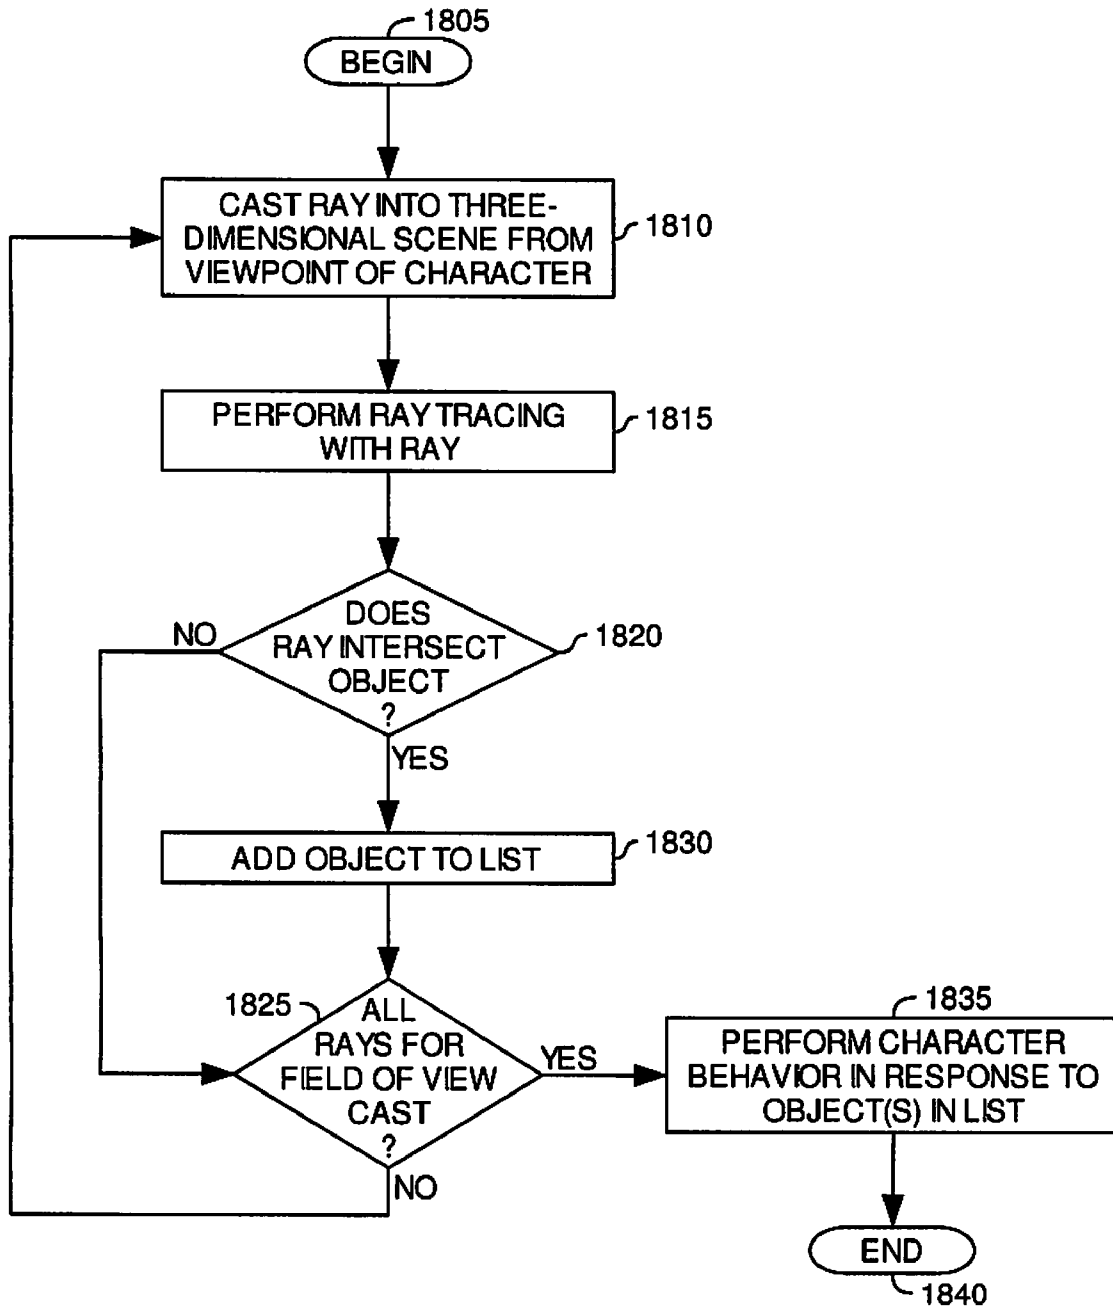 1805
BEGIN
CAST RAY INTO THREE-
DIMENSIONAL SCENE FROM
VIEWPOINT OF CHARACTER
1810
PERFORM RAY TRACING
WITH RAY
1815
DOES
RAY INTERSECT
OBJECT
?
1820
NO
YES
ADD OBJECT TO LIST
1830
1825
ALL
RAYS FOR
FIELD OF VIEW
CAST
?
YES
NO
1835
PERFORM CHARACTER
BEHAVIOR IN RESPONSE TO
OBJECT(S) IN LIST
END
1840